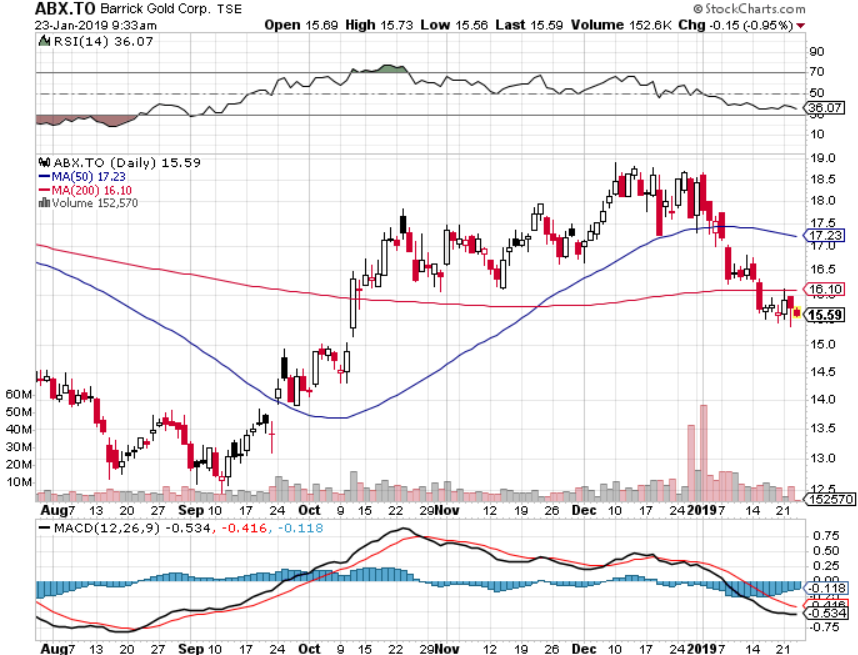 ABX.TO Barrick Gold Corp. TSE © StockCharts.com
23-Jan-2019 9:33am Open 15.69 High 15.73 Low 15.56 Last 15.59 Volume 152.6K Chg -0.15 (-0.95%)
RSI(14) 36.07
90
70
50
36.07
30
10
ABX.TO (Daily) 15.59
MA(50) 17.23
MA(200) 16.10
Volume 152,570
19.0
18.5
18.0
17.5
17.23
17.0
16.5
16.10
15.59
15.0
14.5
14.0
13.5
13.0
12.5
60M
50M
40M
30M
20M
10M
152570
Aug 7 13 20 27 Sep 10 17 24 Oct 8 15 22 29 Nov 12 19 26 Dec 10 17 24 2019 7 14 21
MACD(12,26,9) -0.534, -0.416, -0.118
0.75
0.50
0.25
0.00
-0.118
-0.416
-0.534
-0.75
Aug 7 13 20 27 Sep 10 17 24 Oct 8 15 22 29 Nov 12 19 26 Dec 10 17 24 2019 7 14 21